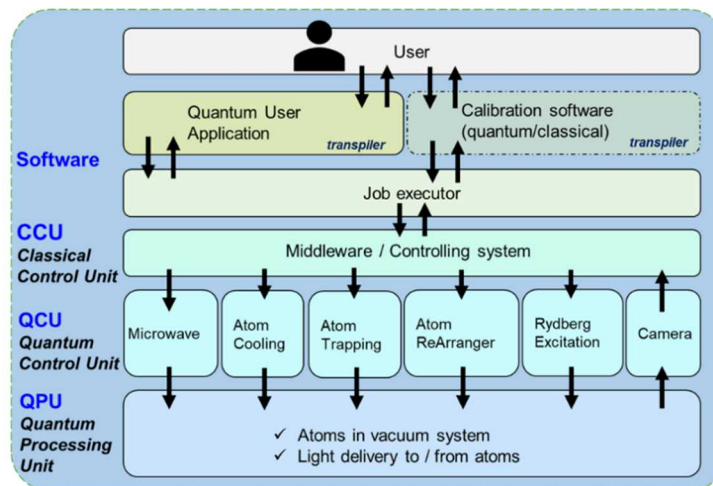 User
Quantum User
Application
transpiler
Calibration software
(quantum/classical)
transpiler
Software
Job executor
CCU
Classical
Control Unit
Middleware / Controlling system
QCU
Quantum
Control Unit
Microwave
Atom
Cooling
Atom
Trapping
Atom
ReArranger
Rydberg
Excitation
Camera
QPU
Quantum
Processing
Unit
✓ Atoms in vacuum system
✓ Light delivery to / from atoms